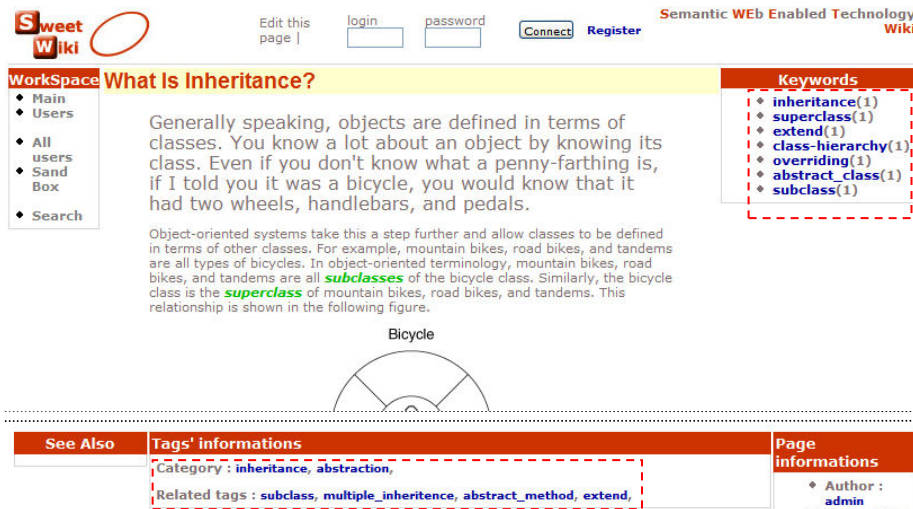 Sweet
Wiki
Edit this
page |
login
password
Connect
Register
Semantic WEb Enabled Technology
Wiki
WorkSpace
Main
Users
All
users
Sand
Box
Search
What Is Inheritance?
Generally speaking, objects are defined in terms of
classes. You know a lot about an object by knowing its
class. Even if you don't know what a penny-farthing is,
if I told you it was a bicycle, you would know that it
had two wheels, handlebars, and pedals.
Object-oriented systems take this a step further and allow classes to be defined
in terms of other classes. For example, mountain bikes, road bikes, and tandems
are all types of bicycles. In object-oriented terminology, mountain bikes, road
bikes, and tandems are all subclasses of the bicycle class. Similarly, the bicycle
class is the superclass of mountain bikes, road bikes, and tandems. This
relationship is shown in the following figure.
Bicycle
Keywords
inheritance(1)
superclass(1)
extend(1)
class-hierarchy(1)
overriding(1)
abstract_class(1)
subclass(1)
See Also
Tags' informations
Category : inheritance, abstraction,
Related tags : subclass, multiple_inheritence, abstract_method, extend,
Page
informations
Author :
admin